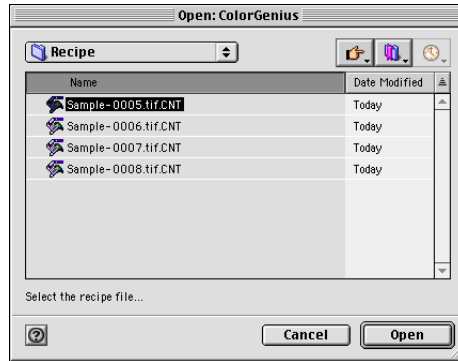 Open: ColorGenius
Recipe
Name Date Modified
Sample-0005.tif.CNT Today
Sample-0006.tif.CNT Today
Sample-0007.tif.CNT Today
Sample-0008.tif.CNT Today
Select the recipe file...
? Cancel Open